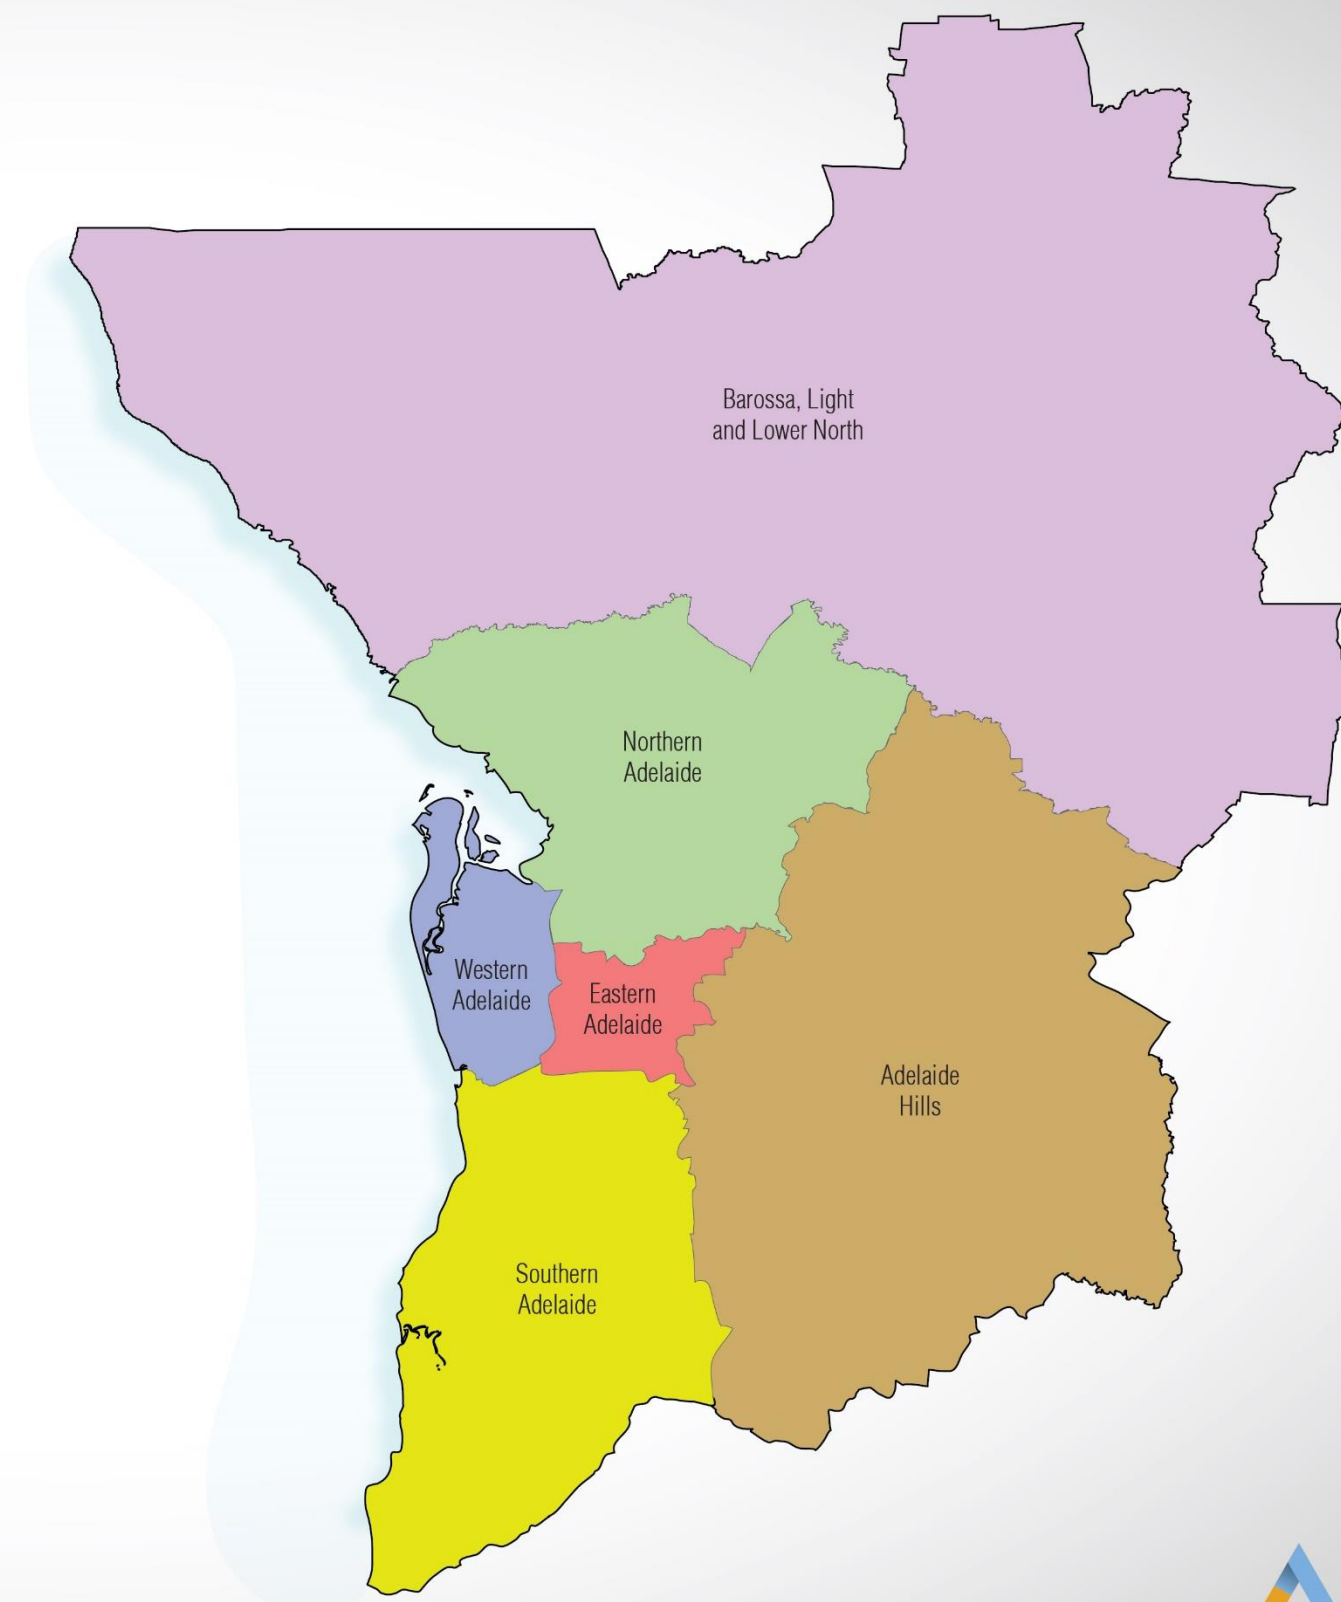 Barossa, Light
and Lower North
Northern
Adelaide
Western
Adelaide
Eastern
Adelaide
Adelaide
Hills
Southern
Adelaide